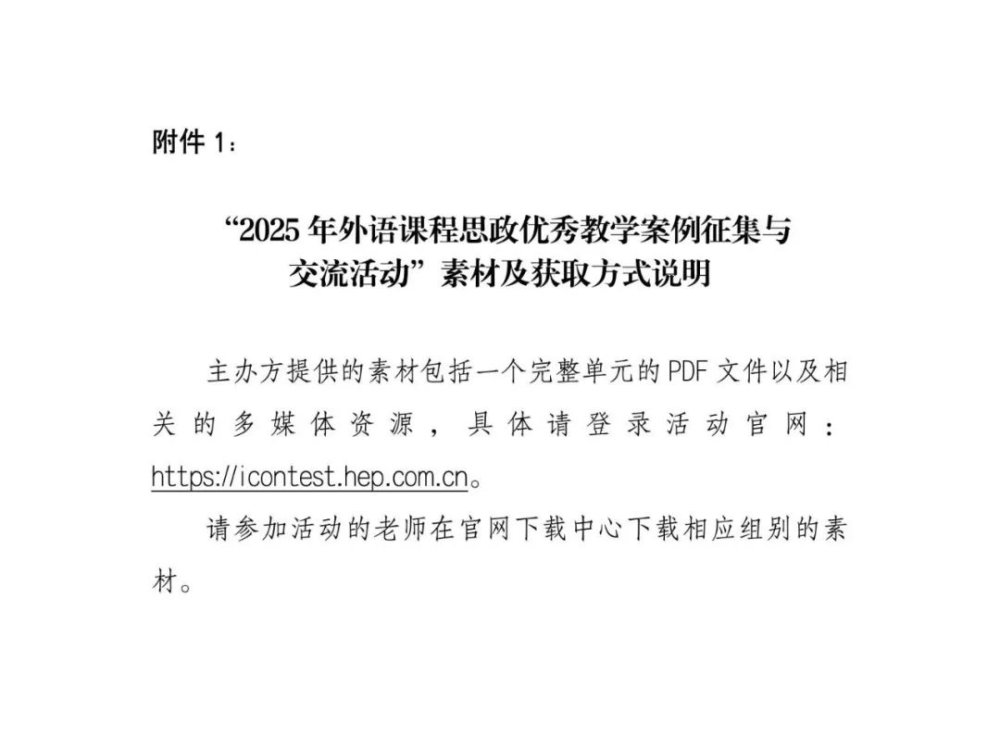 附件 1：
“2025 年外语课程思政优秀教学案例征集与
交流活动”素材及获取方式说明
主办方提供的素材包括一个完整单元的 PDF 文件以及相
关的多媒体资源，具体请登录活动官网：
https://icontest.hep.com.cn。
请参加活动的老师在官网下载中心下载相应组别的素
材。